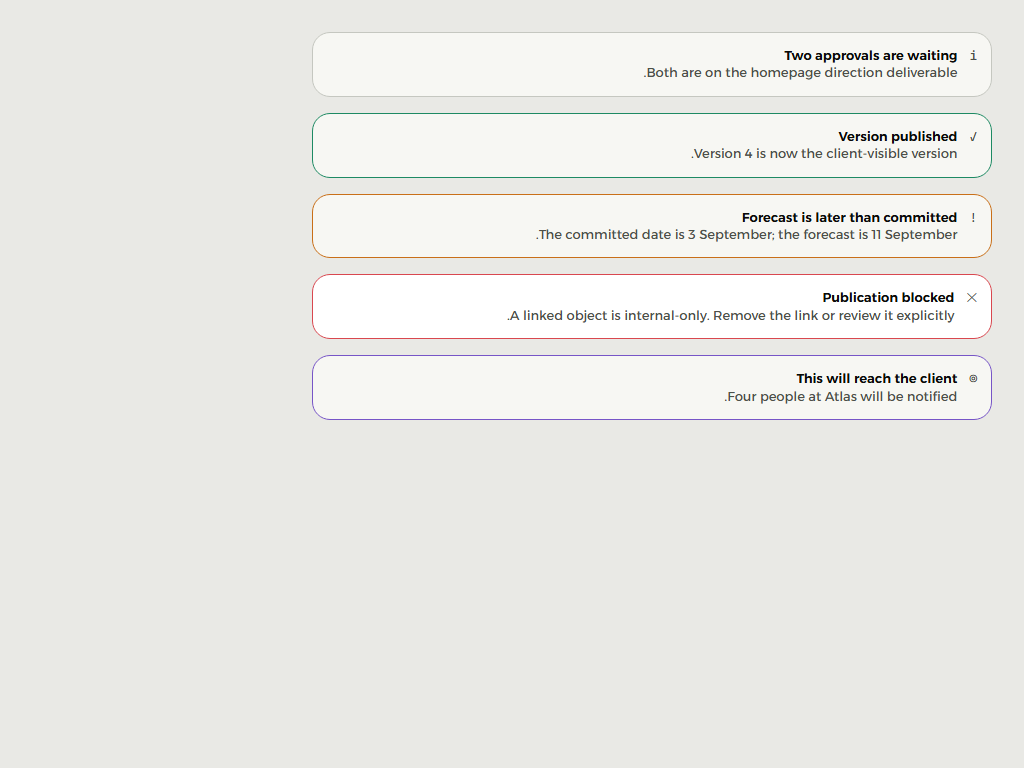 i Two approvals are waiting
.Both are on the homepage direction deliverable
✓ Version published
.Version 4 is now the client-visible version
! Forecast is later than committed
.The committed date is 3 September; the forecast is 11 September
× Publication blocked
.A linked object is internal-only. Remove the link or review it explicitly
◎ This will reach the client
.Four people at Atlas will be notified